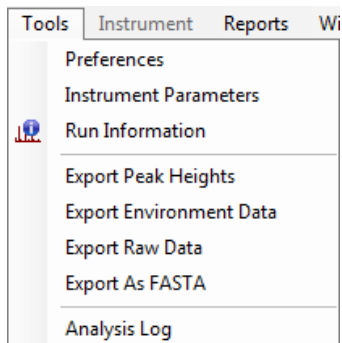 Tools Instrument Reports Wi
Preferences
Instrument Parameters
Run Information
Export Peak Heights
Export Environment Data
Export Raw Data
Export As FASTA
Analysis Log